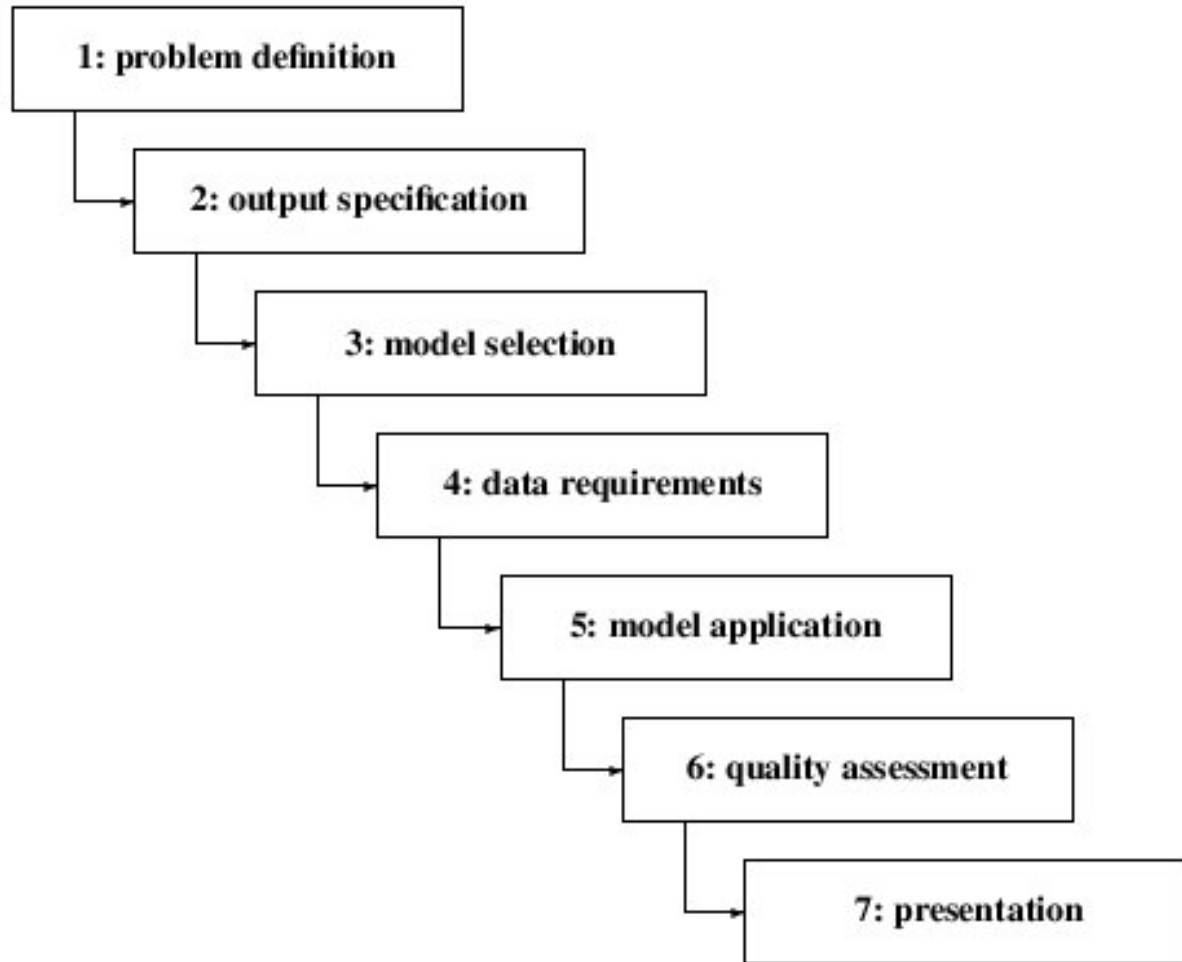 1: problem definition
2: output specification
3: model selection
4: data requirements
5: model application
6: quality assessment
7: presentation